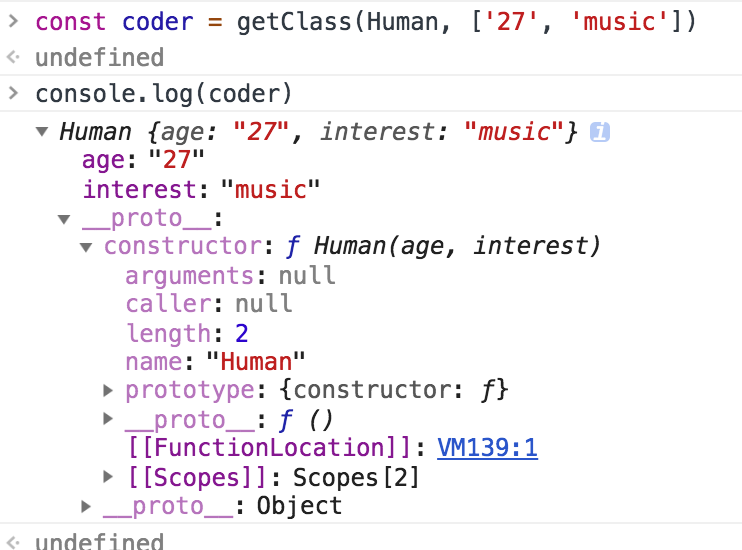 > const coder = getClass(Human, ['27', 'music'])
<· undefined
> console.log(coder)
▼ Human {age: "27", interest: "music"} i
age: "27"
interest: "music"
▼ __proto__:
▼ constructor: ƒ Human(age, interest)
arguments: null
caller: null
length: 2
name: "Human"
▶ prototype: {constructor: ƒ}
▶ __proto__: ƒ ()
[[FunctionLocation]]: VM139:1
▶ [[Scopes]]: Scopes[2]
▶ __proto__: Object
<· undefined